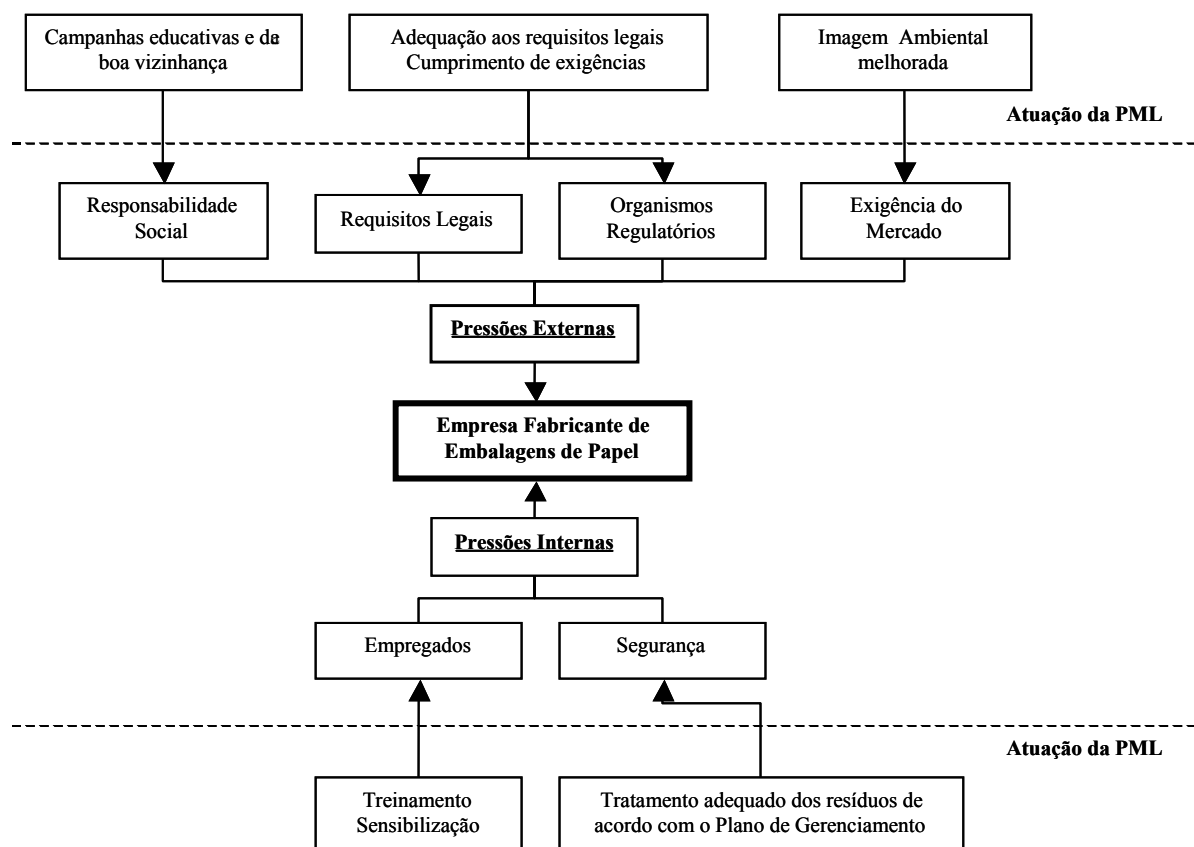 Campanhas educativas e de
boa vizinhança
Adequação aos requisitos legais
Cumprimento de exigências
Imagem Ambiental
melhorada
Atuação da PML
Responsabilidade
Social
Requisitos Legais
Organismos
Regulatórios
Exigência do
Mercado
Pressões Externas
Empresa Fabricante de
Embalagens de Papel
Pressões Internas
Empregados
Segurança
Atuação da PML
Treinamento
Sensibilização
Tratamento adequado dos resíduos de
acordo com o Plano de Gerenciamento